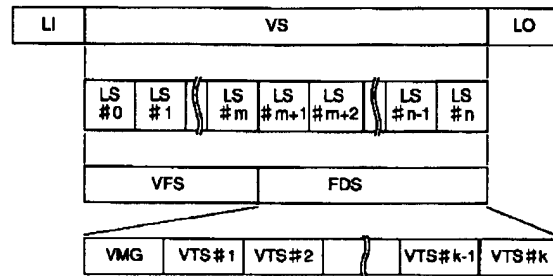 LI VS LO
LS #0 LS #1 LS #m LS #m+1 LS #m+2 LS #n-1 LS #n
VFS FDS
VMG VTS#1 VTS#2 VTS#k-1 VTS#k